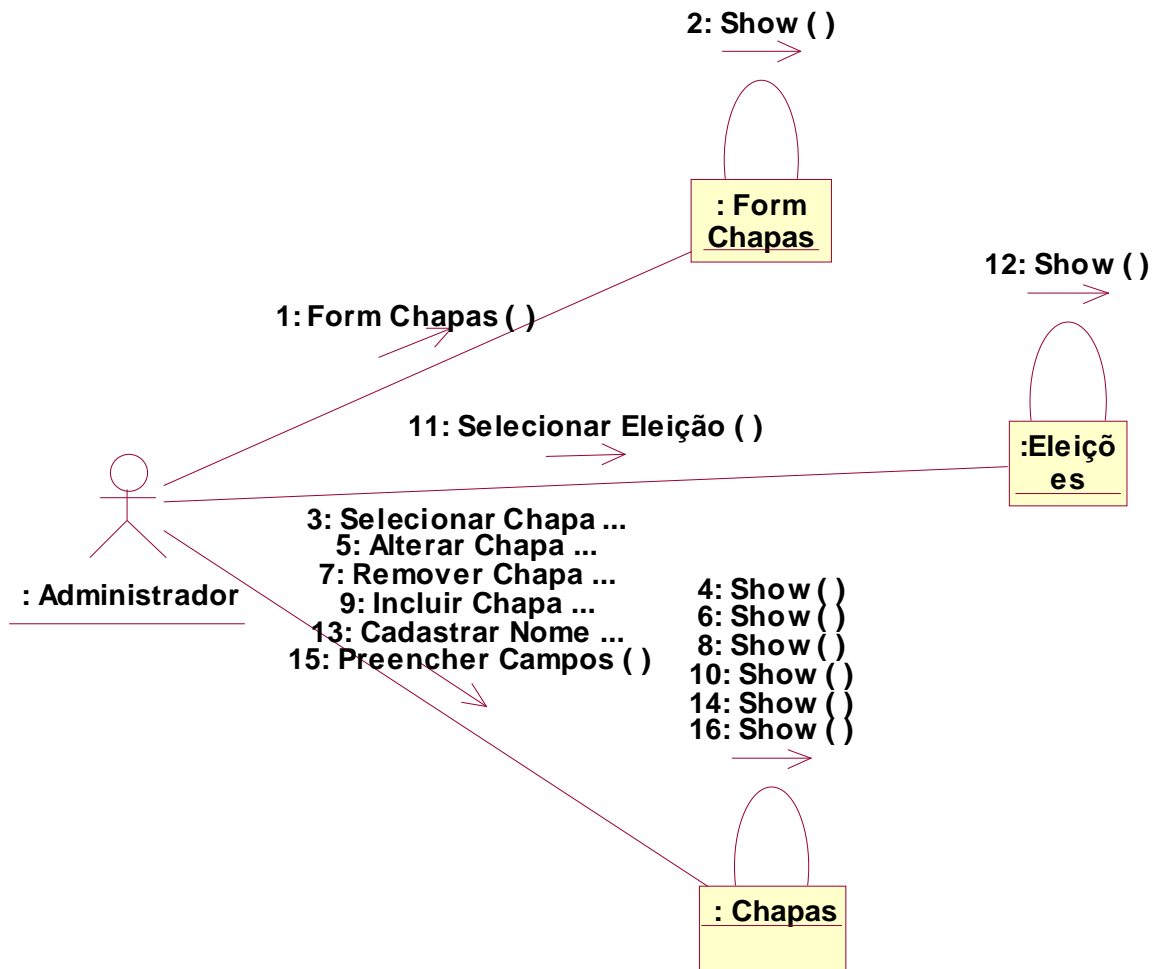 2: Show ( )
: Form
Chapas
12: Show ( )
1: Form Chapas ( )
11: Selecionar Eleição ( )
:Eleiçõ
es
: Administrador
3: Selecionar Chapa ...
5: Alterar Chapa ...
7: Remover Chapa ...
9: Incluir Chapa ...
13: Cadastrar Nome ...
15: Preencher Campos ( )
4: Show ( )
6: Show ( )
8: Show ( )
10: Show ( )
14: Show ( )
16: Show ( )
: Chapas